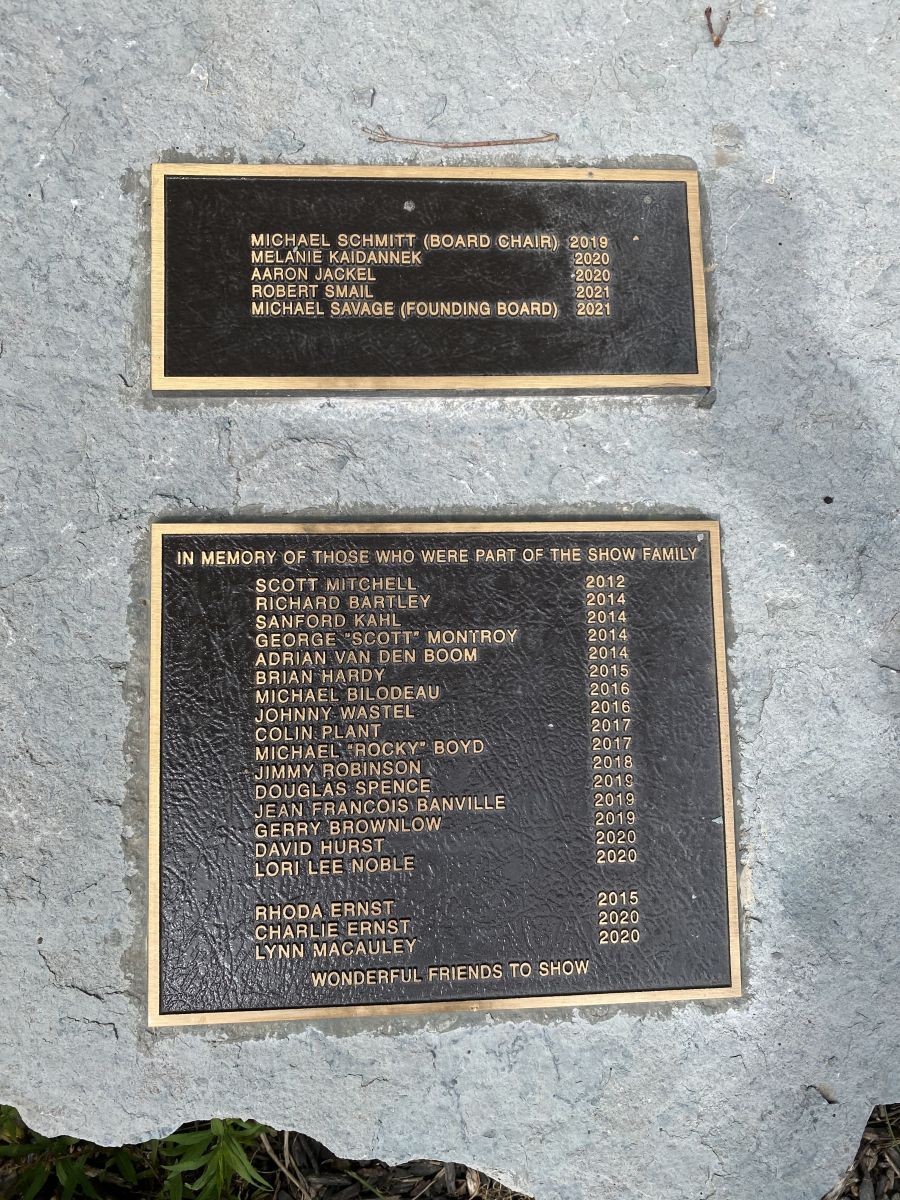 MICHAEL SCHMITT (BOARD CHAIR) 2019
MELANIE KAIDANNEK 2020
AARON JACKEL 2020
ROBERT SMAIL 2021
MICHAEL SAVAGE (FOUNDING BOARD) 2021
IN MEMORY OF THOSE WHO WERE PART OF THE SHOW FAMILY
SCOTT MITCHELL 2012
RICHARD BARTLEY 2014
SANFORD KAHL 2014
GEORGE "SCOTT" MONTROY 2014
ADRIAN VAN DEN BOOM 2014
BRIAN HARDY 2015
MICHAEL BILODEAU 2016
JOHNNY WASTEL 2016
COLIN PLANT 2017
MICHAEL "ROCKY" BOYD 2017
JIMMY ROBINSON 2018
DOUGLAS SPENCE 2019
JEAN FRANCOIS BANVILLE 2019
GERRY BROWNLOW 2019
DAVID HURST 2020
LORI LEE NOBLE 2020
RHODA ERNST 2015
CHARLIE ERNST 2020
LYNN MACAULEY 2020
WONDERFUL FRIENDS TO SHOW